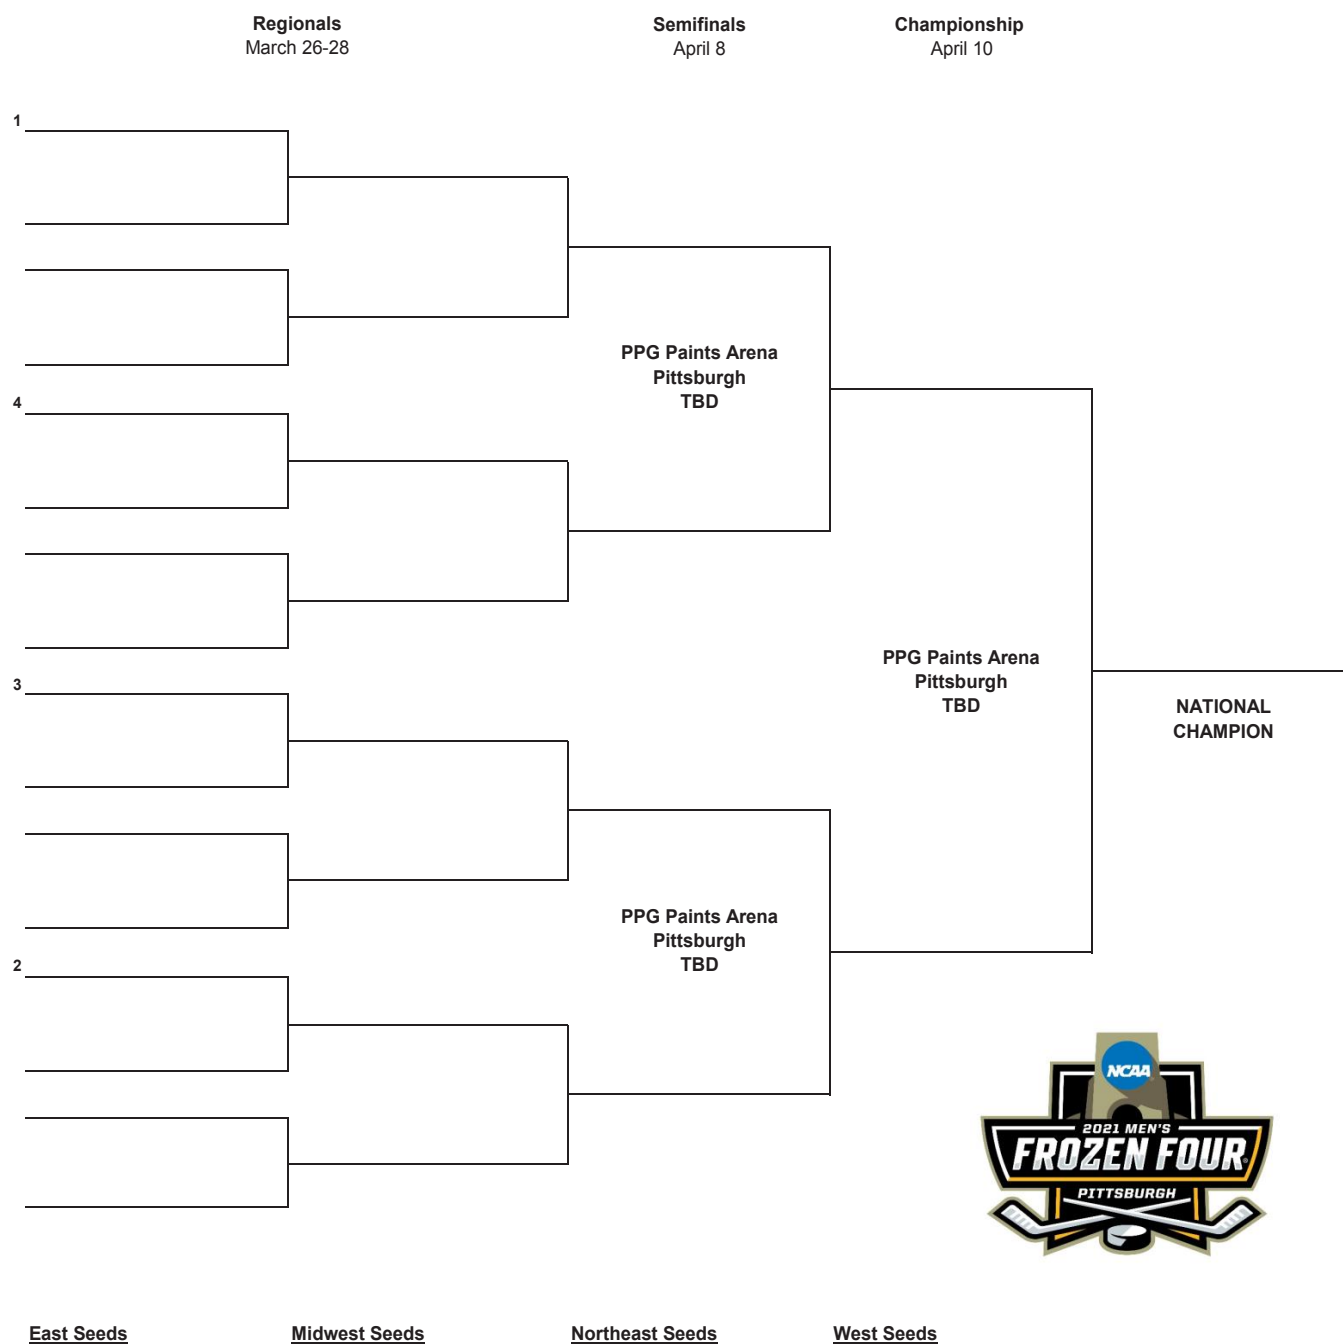 Regionals
March 26-28
Semifinals
April 8
Championship
April 10
1
PPG Paints Arena
Pittsburgh
TBD
4
PPG Paints Arena
Pittsburgh
TBD
NATIONAL
CHAMPION
3
PPG Paints Arena
Pittsburgh
TBD
2
NCAA
2021 MEN'S
FROZEN FOUR
PITTSBURGH
East Seeds
Midwest Seeds
Northeast Seeds
West Seeds